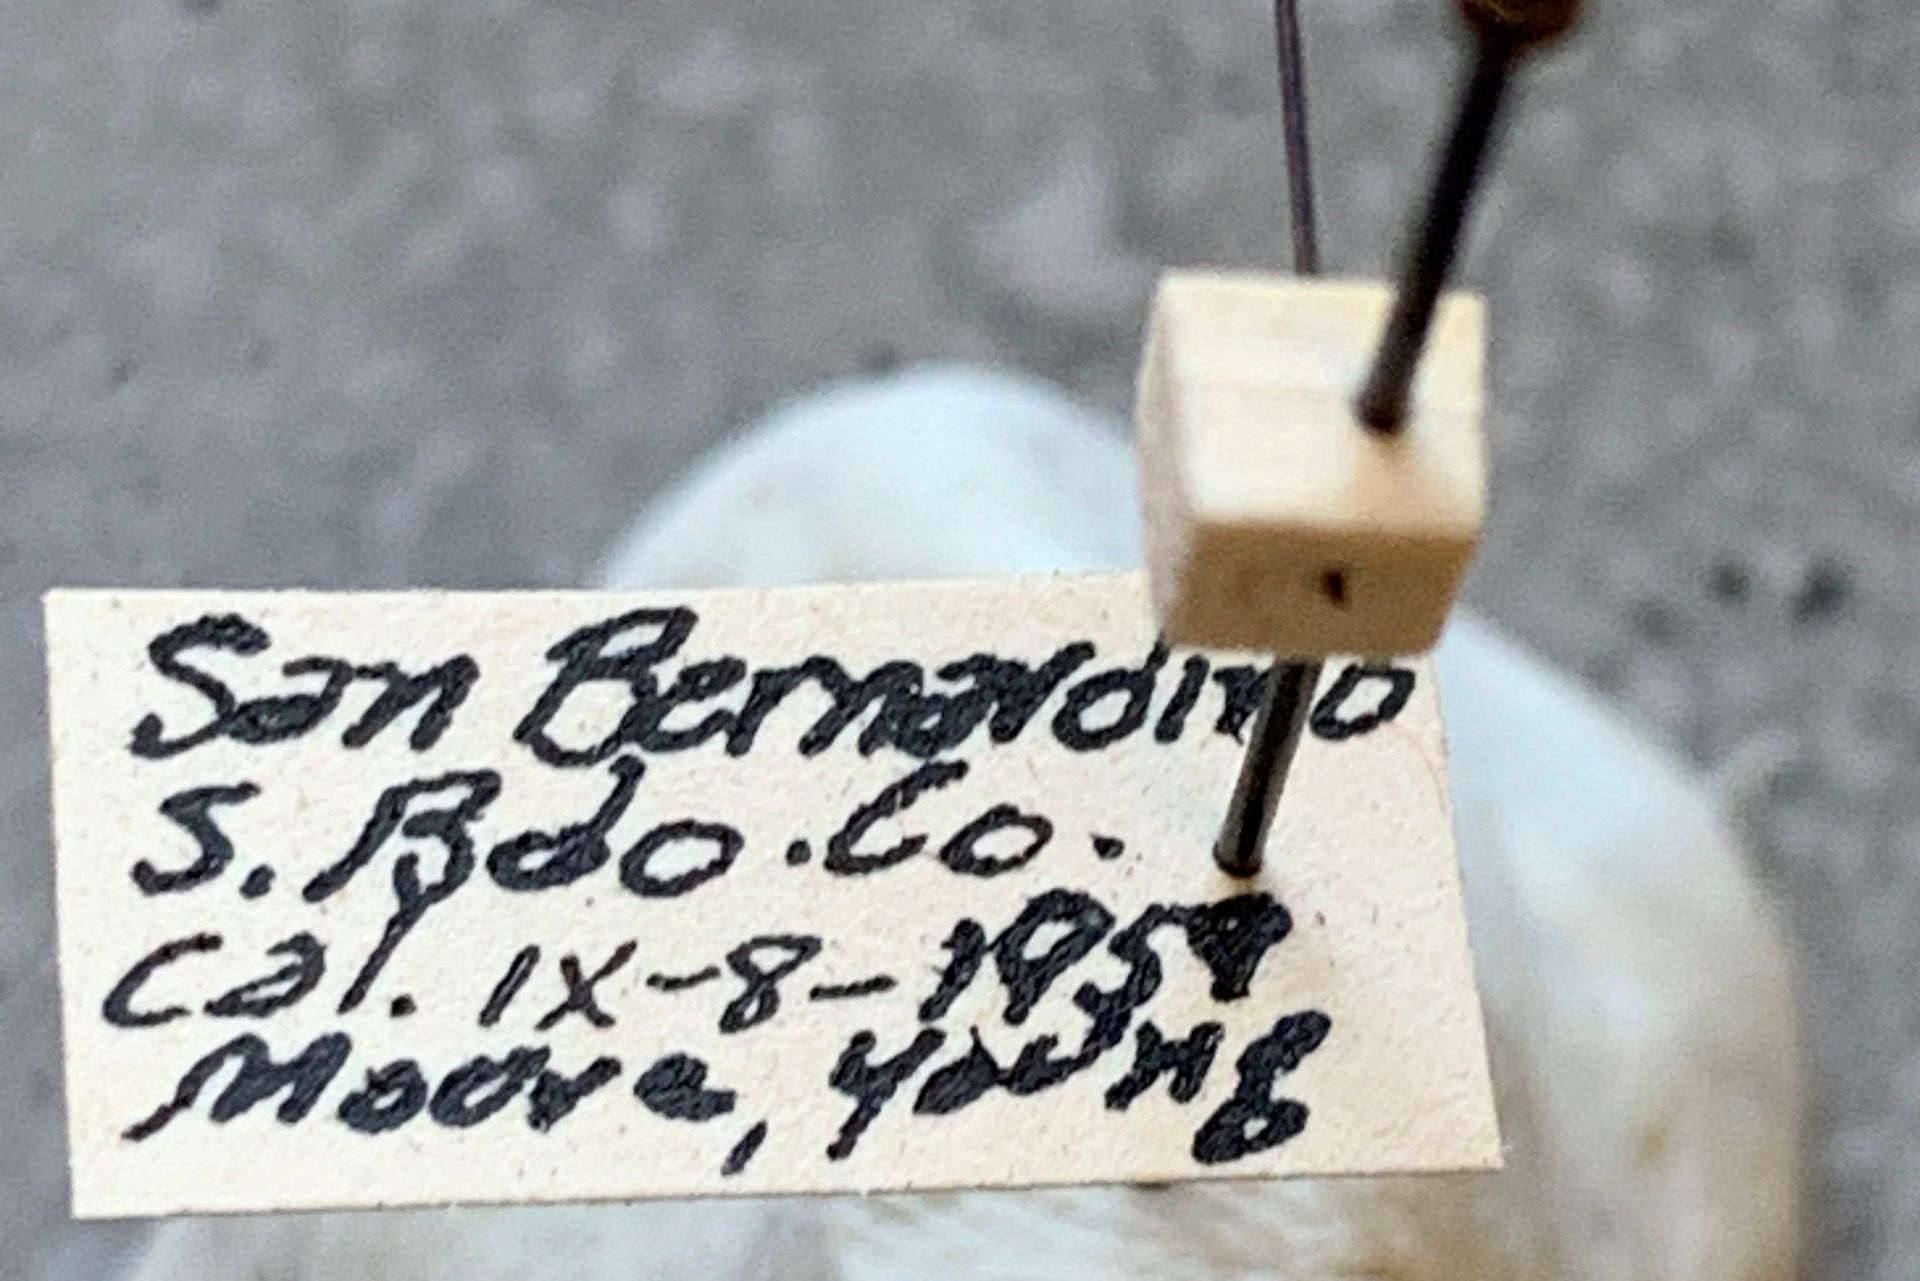 San Bernardino
S. Bdo. Co.
Cal. IX-8-1959
Moore, Young